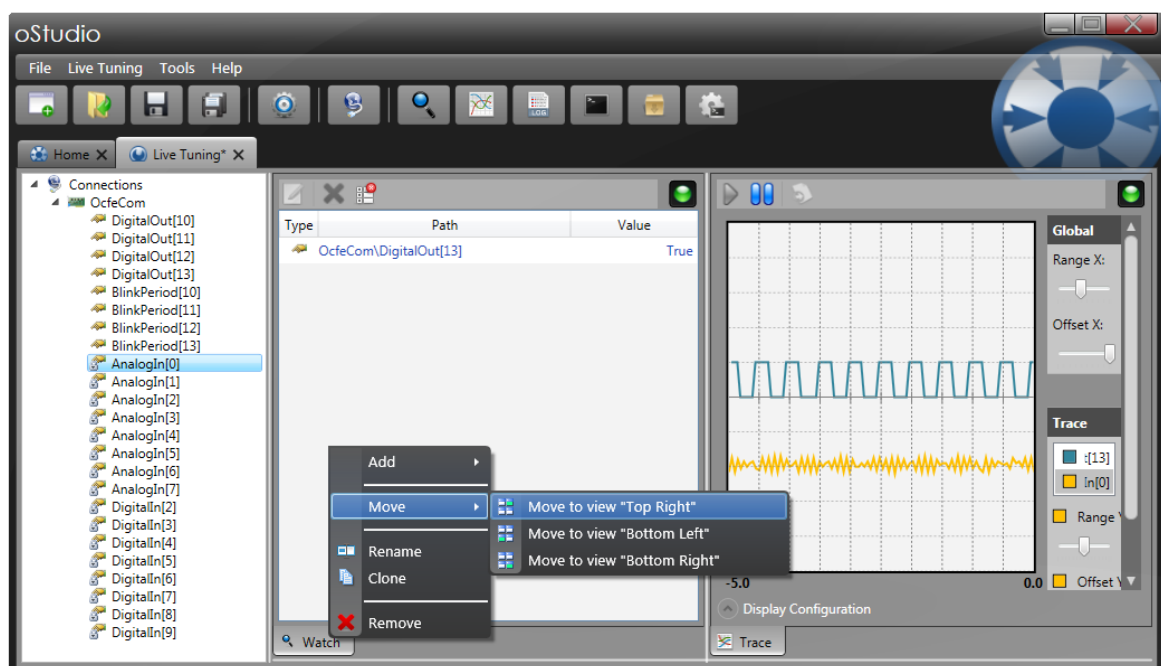 oStudio
File Live Tuning Tools Help
LOG
Home Live Tuning*
Connections
OcfeCom
DigitalOut[10]
DigitalOut[11]
DigitalOut[12]
DigitalOut[13]
BlinkPeriod[10]
BlinkPeriod[11]
BlinkPeriod[12]
BlinkPeriod[13]
AnalogIn[0]
AnalogIn[1]
AnalogIn[2]
AnalogIn[3]
AnalogIn[4]
AnalogIn[5]
AnalogIn[6]
AnalogIn[7]
DigitalIn[2]
DigitalIn[3]
DigitalIn[4]
DigitalIn[5]
DigitalIn[6]
DigitalIn[7]
DigitalIn[8]
DigitalIn[9]
Type Path Value
OcfeCom\DigitalOut[13] True
Add
Move
Rename
Clone
Remove
Move to view "Top Right"
Move to view "Bottom Left"
Move to view "Bottom Right"
Watch
Global
Range X:
Offset X:
Trace
t[13]
In[0]
Range
Offset
-5.0 0.0
Display Configuration
Trace